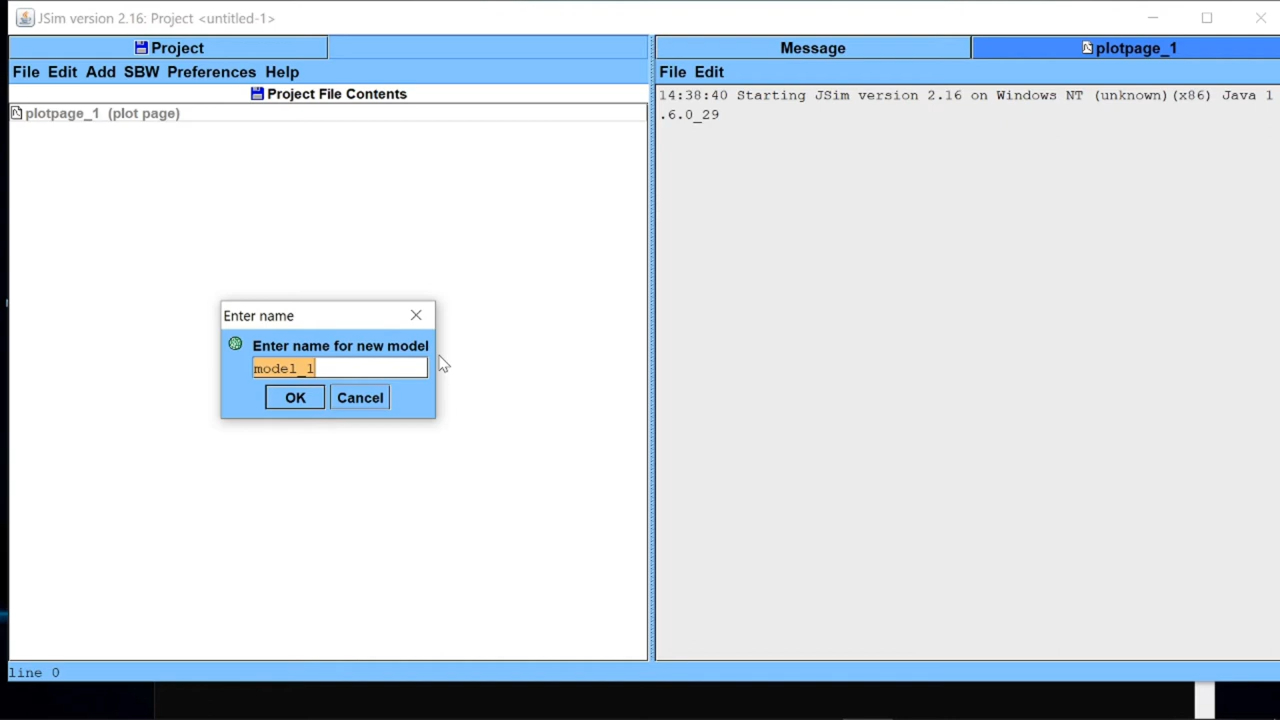 JSim version 2.16: Project <untitled-1>
Project
Message
plotpage_1
File Edit Add SBW Preferences Help
File Edit
Project File Contents
plotpage_1 (plot page)
14:38:40 Starting JSim version 2.16 on Windows NT (unknown)(x86) Java 1
.6.0_29
Enter name
Enter name for new model
model_1
OK Cancel
line 0